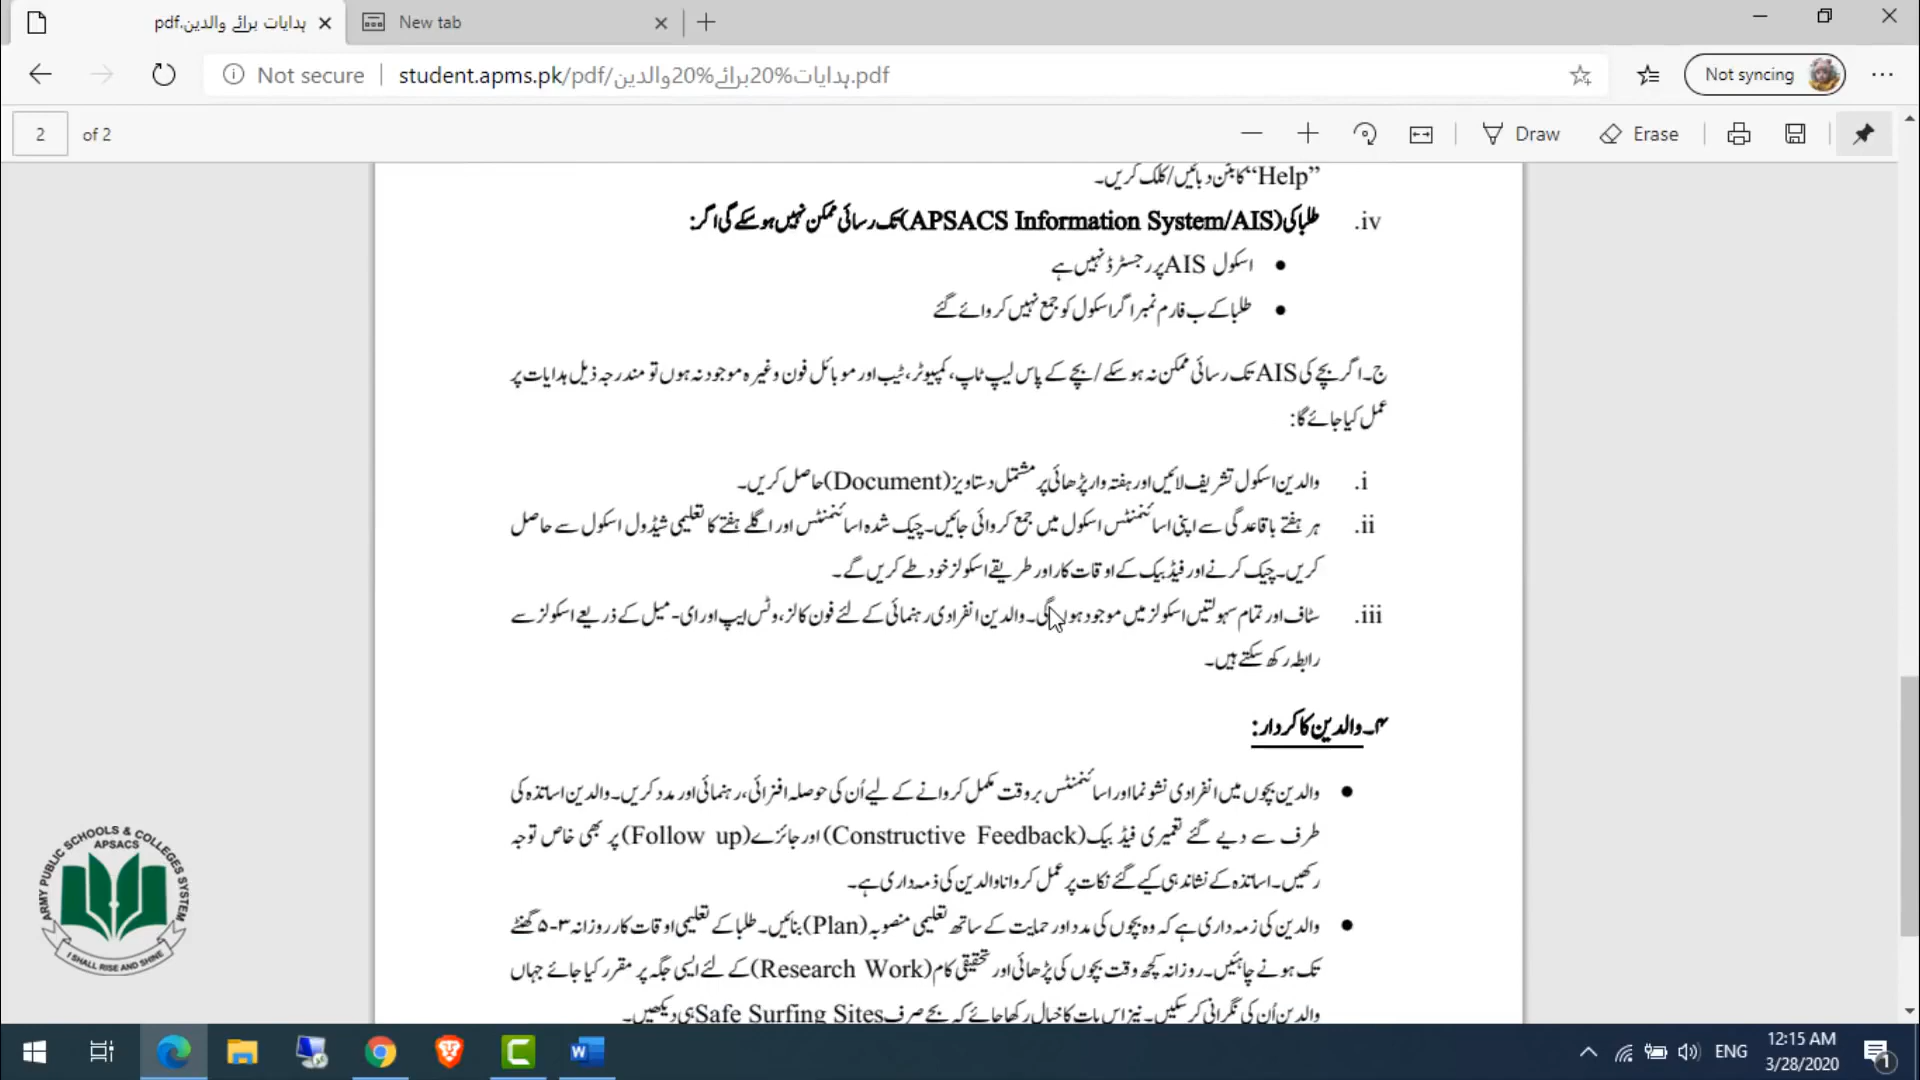 ہدایات برائے والدین.pdf
New tab
Not secure
student.apms.pk/pdf/ہدایات%20برائے%20والدین.pdf
Not syncing
2 of 2
Draw
Erase
“Help” کا بٹن دبائیں/کلک کریں۔
iv. طلبا کی (APSACS Information System/AIS) تک رسائی ممکن نہیں ہو سکے گی اگر:
● اسکول AIS پر رجسٹرڈ نہیں ہے
● طلبا کے ب فارم نمبر اگر اسکول کو جمع نہیں کروائے گئے
ج۔ اگر بچے کی AIS تک رسائی ممکن نہ ہو سکے / بچے کے پاس لیپ ٹاپ، کمپیوٹر، ٹیب اور موبائل فون وغیرہ موجود نہ ہوں تو مندرجہ ذیل ہدایات پر
عمل کیا جائے گا:
i. والدین اسکول تشریف لائیں اور ہفتہ وار پڑھائی پر مشتمل دستاویز (Document) حاصل کریں۔
ii. ہر ہفتے باقاعدگی سے اپنی اسائنمنٹس اسکول میں جمع کروائی جائیں۔ چیک شدہ اسائنمنٹس اور اگلے ہفتے کا تعلیمی شیڈول اسکول سے حاصل
کریں۔ چیک کرنے اور فیڈ بیک کے اوقات کار اور طریقے اسکولز خود طے کریں گے۔
iii. سٹاف اور تمام سہولتیں اسکولز میں موجود ہوں گی۔ والدین انفرادی رہنمائی کے لئے فون کالز، وٹس ایپ اور ای-میل کے ذریعے اسکولز سے
رابطہ رکھ سکتے ہیں۔
۴۔ والدین کا کردار:
● والدین بچوں میں انفرادی نشوونما اور اسائنمنٹس بروقت مکمل کروانے کے لیے اُن کی حوصلہ افزائی، رہنمائی اور مدد کریں۔ والدین اساتذہ کی
طرف سے دیے گئے تعمیری فیڈ بیک (Constructive Feedback) اور جائزے (Follow up) پر بھی خاص توجہ
رکھیں۔ اساتذہ کے نشاندہی کیے گئے نکات پر عمل کروانا والدین کی ذمہ داری ہے۔
● والدین کی زمہ داری ہے کہ وہ بچوں کی مدد اور حمایت کے ساتھ تعلیمی منصوبہ (Plan) بنائیں۔ طلبا کے تعلیمی اوقات کار روزانہ ۳-۵ گھنٹے
تک ہونے چاہئیں۔ روزانہ کچھ وقت بچوں کی پڑھائی اور تحقیقی کام (Research Work) کے لئے ایسی جگہ پر مقرر کیا جائے جہاں
والدین اُن کی نگرانی کر سکیں۔ نیز اس بات کا خیال رکھا جائے کہ بچے صرف Safe Surfing Sites ہی دیکھیں۔
ARMY PUBLIC SCHOOLS & COLLEGES SYSTEM
APSACS
I SHALL RISE AND SHINE
ENG
12:15 AM
3/28/2020
1